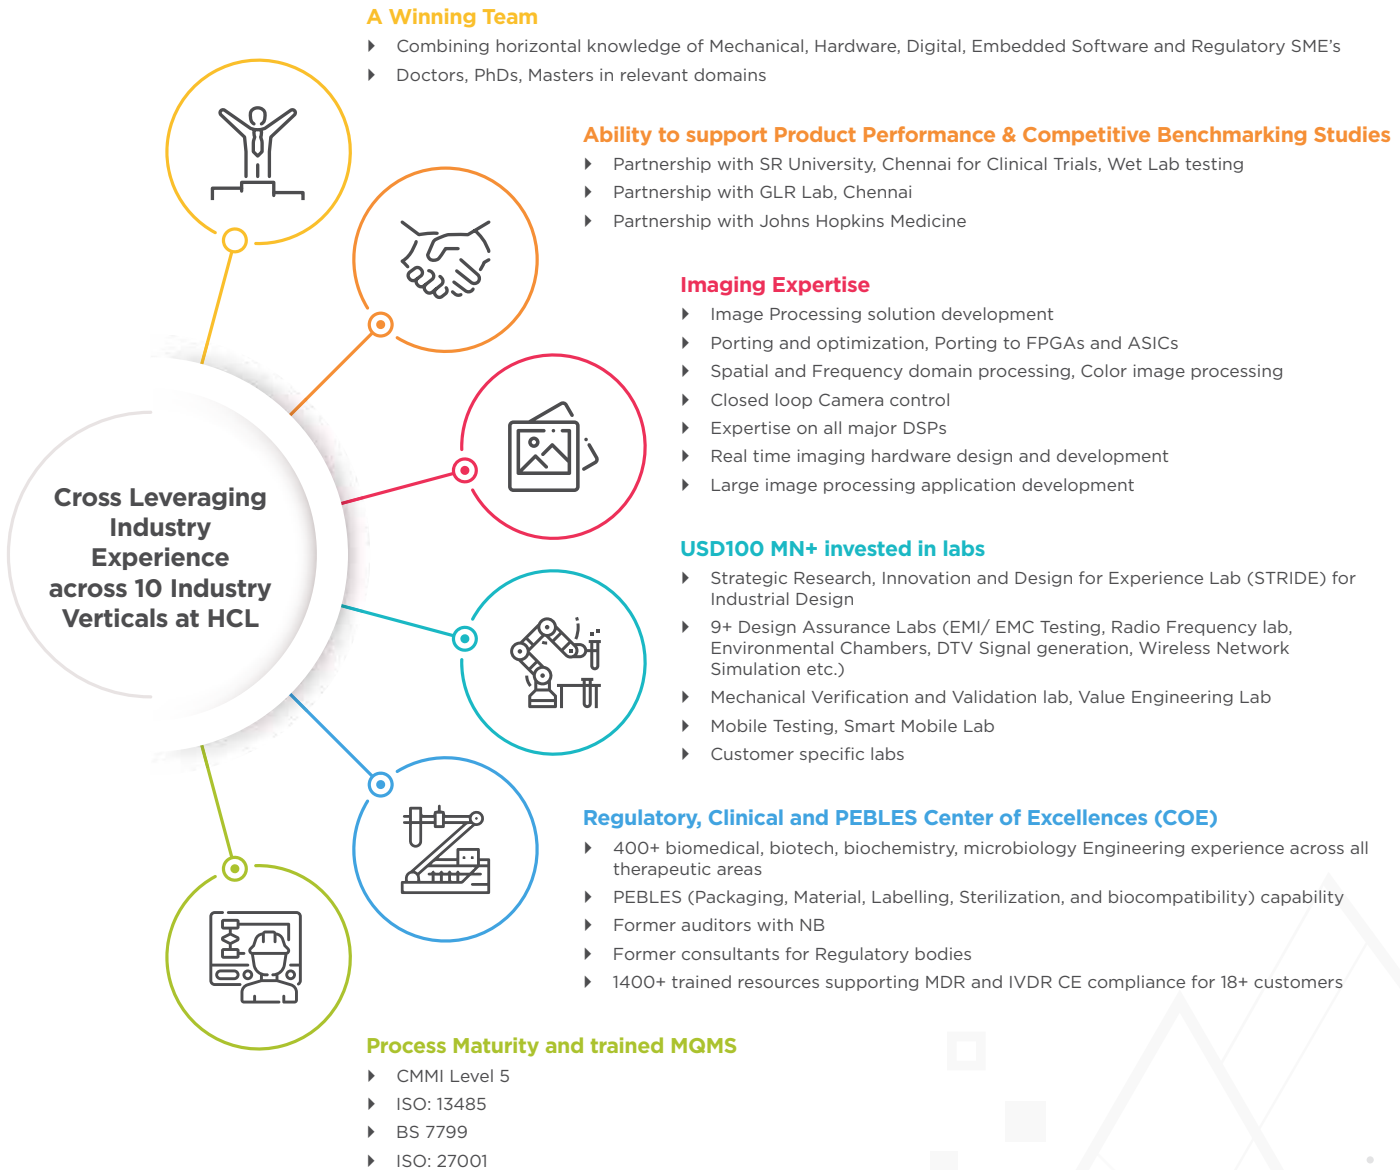 A Winning Team
Combining horizontal knowledge of Mechanical, Hardware, Digital, Embedded Software and Regulatory SME's
Doctors, PhDs, Masters in relevant domains
Ability to support Product Performance & Competitive Benchmarking Studies
Partnership with SR University, Chennai for Clinical Trials, Wet Lab testing
Partnership with GLR Lab, Chennai
Partnership with Johns Hopkins Medicine
Imaging Expertise
Image Processing solution development
Porting and optimization, Porting to FPGAs and ASICs
Spatial and Frequency domain processing, Color image processing
Closed loop Camera control
Expertise on all major DSPs
Real time imaging hardware design and development
Large image processing application development
Cross Leveraging
Industry
Experience
across 10 Industry
Verticals at HCL
USD100 MN+ invested in labs
Strategic Research, Innovation and Design for Experience Lab (STRIDE) for
Industrial Design
9+ Design Assurance Labs (EMI/ EMC Testing, Radio Frequency lab,
Environmental Chambers, DTV Signal generation, Wireless Network
Simulation etc.)
Mechanical Verification and Validation lab, Value Engineering Lab
Mobile Testing, Smart Mobile Lab
Customer specific labs
Regulatory, Clinical and PEBLES Center of Excellences (COE)
400+ biomedical, biotech, biochemistry, microbiology Engineering experience across all
therapeutic areas
PEBLES (Packaging, Material, Labelling, Sterilization, and biocompatibility) capability
Former auditors with NB
Former consultants for Regulatory bodies
1400+ trained resources supporting MDR and IVDR CE compliance for 18+ customers
Process Maturity and trained MQMS
CMMI Level 5
ISO: 13485
BS 7799
ISO: 27001